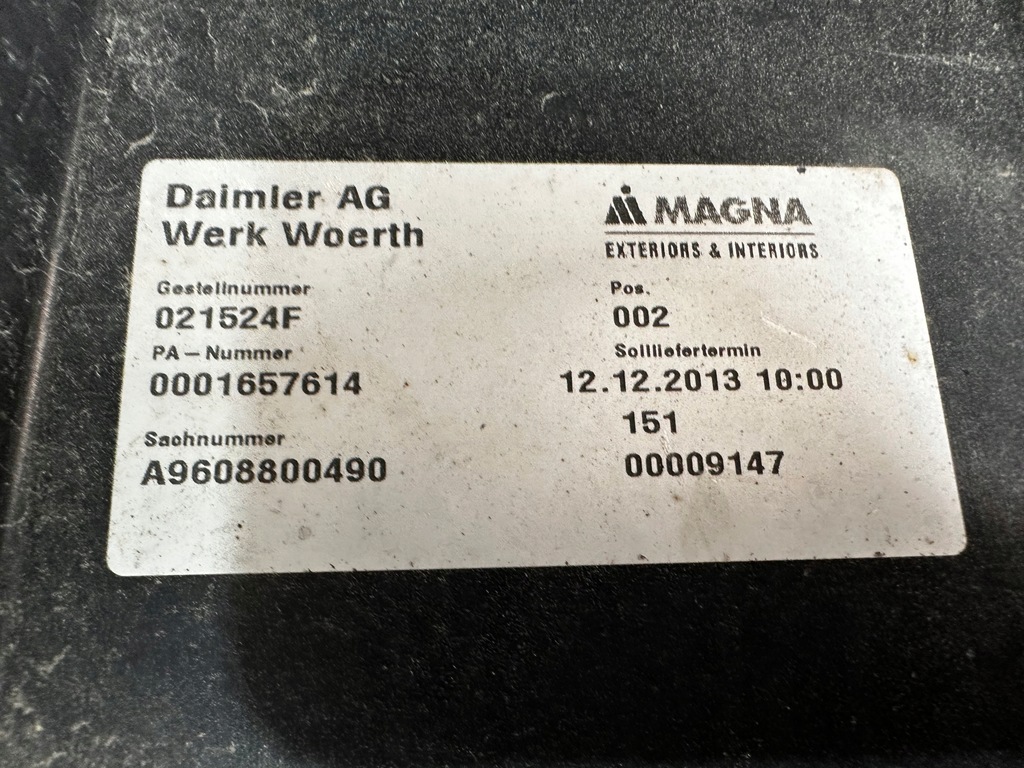 Daimler AG
Werk Woerth
MAGNA
EXTERIORS & INTERIORS
Gestellnummer
021524F
Pos.
002
PA-Nummer
0001657614
Sollliefertermin
12.12.2013 10:00
151
Sachnummer
A9608800490
00009147